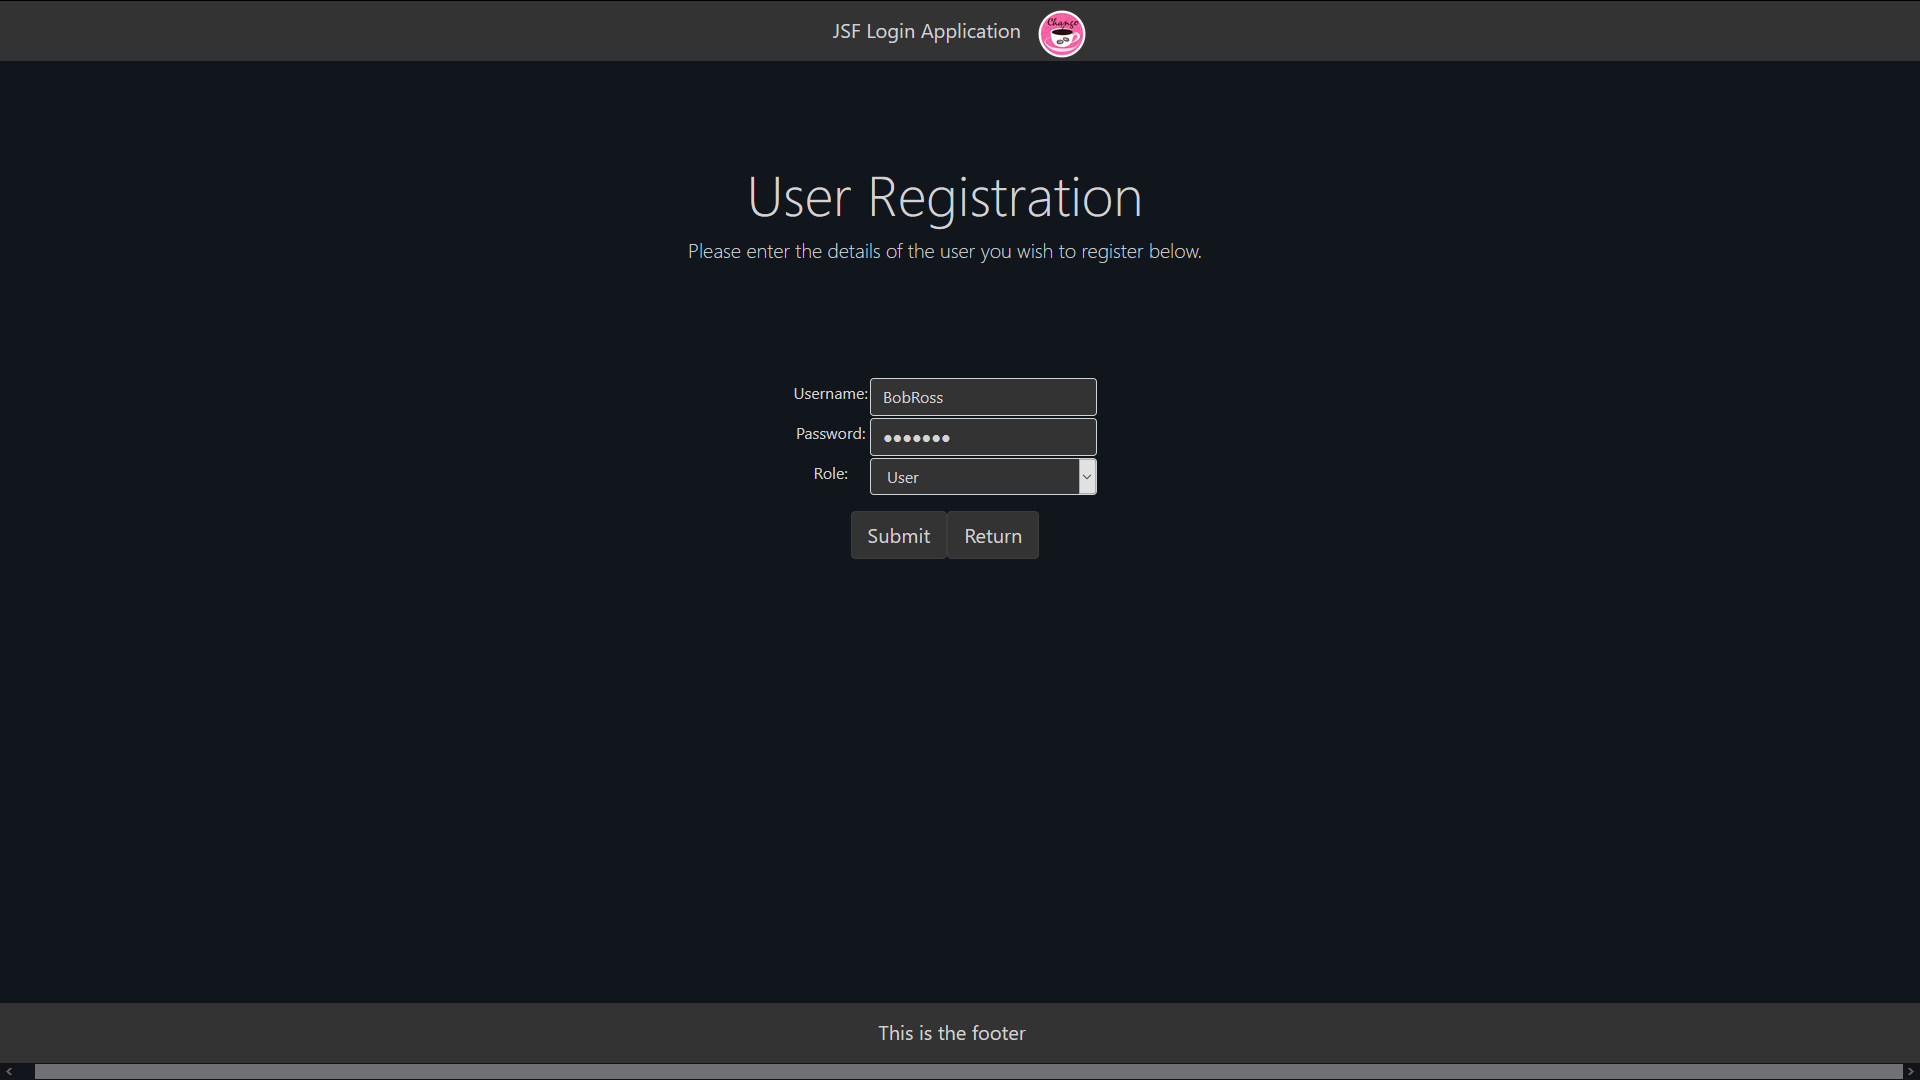 JSF Login Application
Chango
User Registration
Please enter the details of the user you wish to register below.
Username: BobRoss
Password: ●●●●●●●
Role: User
Submit Return
This is the footer